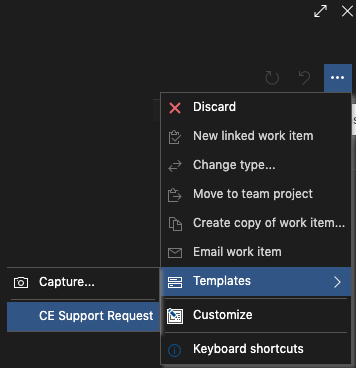 Discard
New linked work item
Change type...
Move to team project
Create copy of work item...
Email work item
Templates
Capture...
CE Support Request
Customize
Keyboard shortcuts